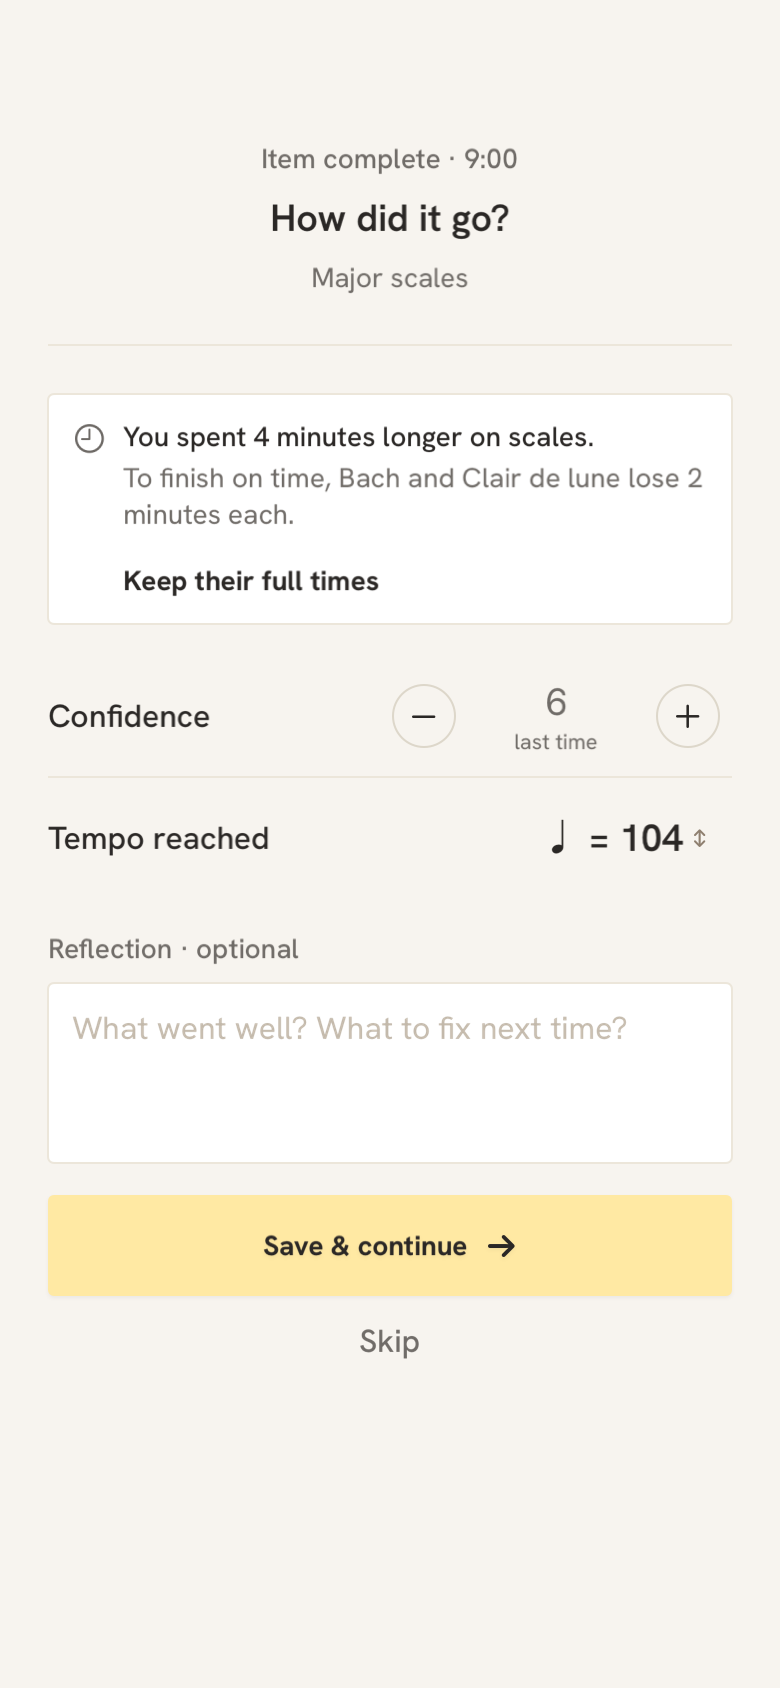 Item complete · 9:00
How did it go?
Major scales
You spent 4 minutes longer on scales.
To finish on time, Bach and Clair de lune lose 2
minutes each.
Keep their full times
Confidence
6
last time
Tempo reached
♩ = 104
Reflection · optional
What went well? What to fix next time?
Save & continue →
Skip